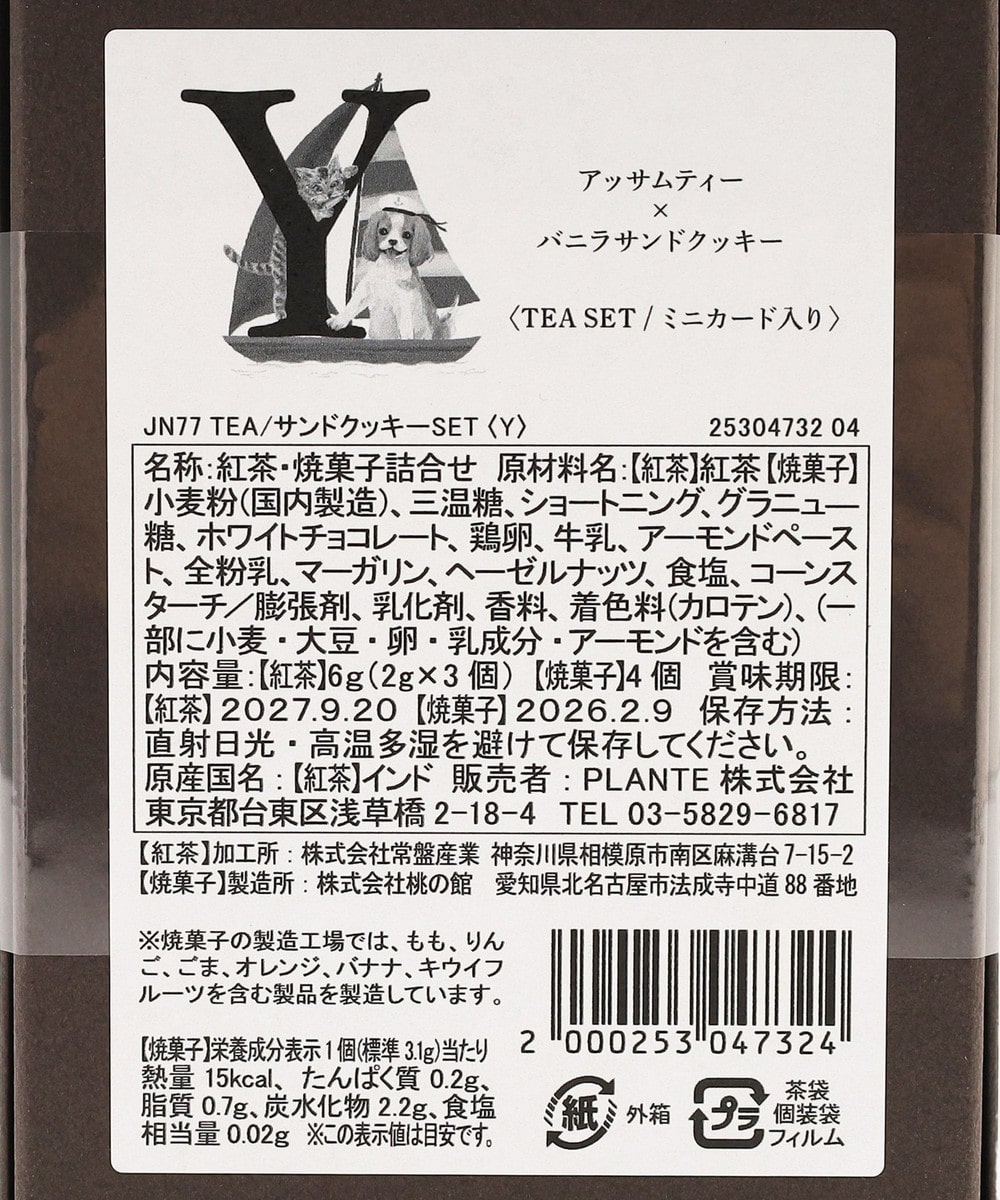 Y
アッサムティー
×
バニラサンドクッキー
〈TEA SET / ミニカード入り〉
JN77 TEA/サンドクッキーSET〈Y〉 25304732 04
名称:紅茶・焼菓子詰合せ 原材料名:【紅茶】紅茶【焼菓子】
小麦粉(国内製造)、三温糖、ショートニング、グラニュー
糖、ホワイトチョコレート、鶏卵、牛乳、アーモンドペース
ト、全粉乳、マーガリン、ヘーゼルナッツ、食塩、コーンス
ターチ/膨張剤、乳化剤、香料、着色料(カロテン)、(一
部に小麦・大豆・卵・乳成分・アーモンドを含む)
内容量:【紅茶】6g(2g×3個)【焼菓子】4個 賞味期限:
【紅茶】2027.9.20【焼菓子】2026.2.9 保存方法:
直射日光・高温多湿を避けて保存してください。
原産国名:【紅茶】インド 販売者:PLANTE株式会社
東京都台東区浅草橋2-18-4 TEL 03-5829-6817
【紅茶】加工所:株式会社常盤産業 神奈川県相模原市南区麻溝台7-15-2
【焼菓子】製造所:株式会社桃の館 愛知県北名古屋市法成寺中道88番地
※焼菓子の製造工場では、もも、りん
ご、ごま、オレンジ、バナナ、キウイフ
ルーツを含む製品を製造しています。
【焼菓子】栄養成分表示1個(標準3.1g)当たり
熱量 15kcal、たんぱく質 0.2g、
脂質 0.7g、炭水化物 2.2g、食塩
相当量 0.02g ※この表示値は目安です。
2 000253 047324
紙 外箱
プラ 茶袋
個装袋
フィルム